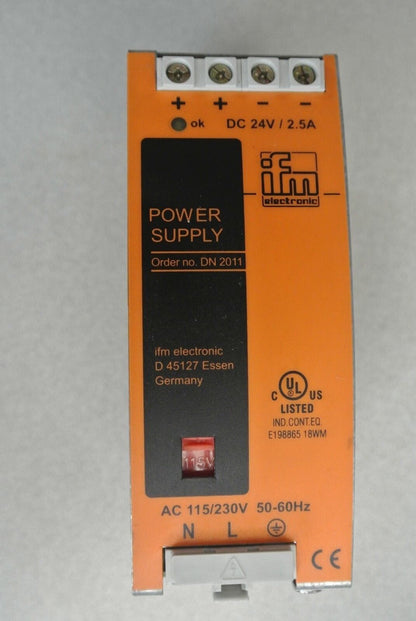 + + - -
ok DC 24V / 2.5A
ifm
electronic
POWER
SUPPLY
Order no. DN 2011
ifm electronic
D 45127 Essen
Germany
C UL US
LISTED
IND.CONT.EQ.
E198865 18WM
115V
AC 115/230V 50-60Hz
N L
CE